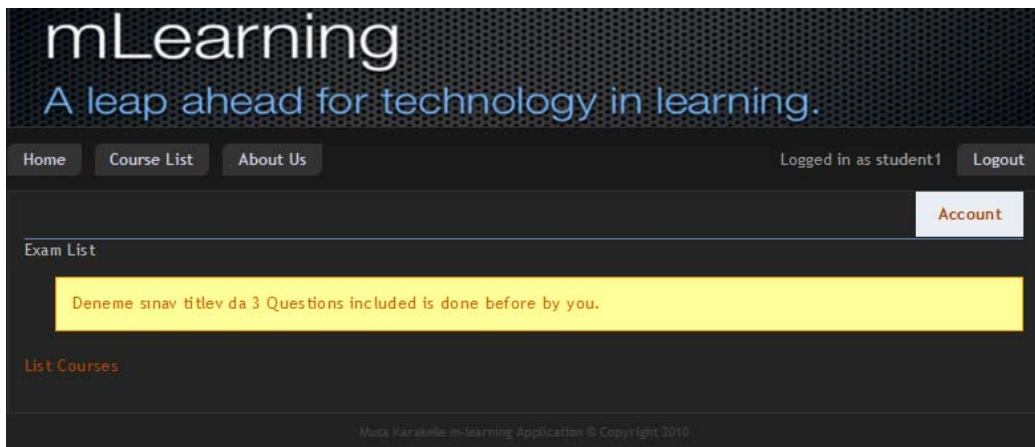 mLearning
A leap ahead for technology in learning.
Home Course List About Us Logged in as student1 Logout
Account
Exam List
Deneme sınav titlev da 3 Questions included is done before by you.
List Courses
Musa Karakelle m-learning Application © Copyright 2010